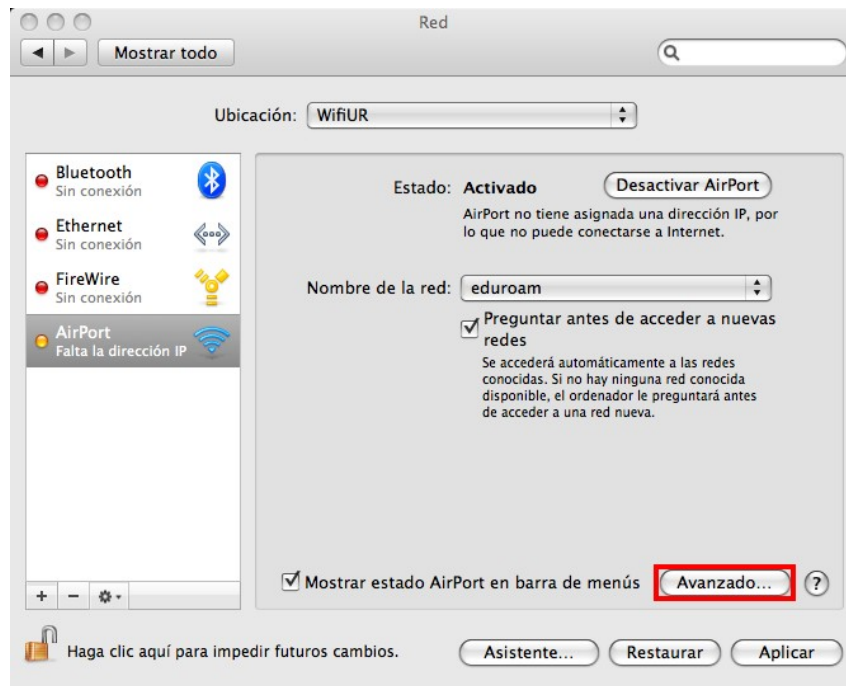 Red
Mostrar todo
Ubicación: WifiUR
Bluetooth
Sin conexión
Ethernet
Sin conexión
FireWire
Sin conexión
AirPort
Falta la dirección IP
Estado: Activado Desactivar AirPort
AirPort no tiene asignada una dirección IP, por
lo que no puede conectarse a Internet.
Nombre de la red: eduroam
Preguntar antes de acceder a nuevas
redes
Se accederá automáticamente a las redes
conocidas. Si no hay ninguna red conocida
disponible, el ordenador le preguntará antes
de acceder a una red nueva.
Mostrar estado AirPort en barra de menús Avanzado... ?
Haga clic aquí para impedir futuros cambios. Asistente... Restaurar Aplicar